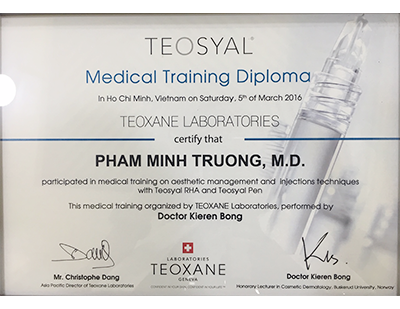 TEOSYAL®
Medical Training Diploma
In Ho Chi Minh, Vietnam on Saturday, 5th of March 2016
TEOXANE LABORATORIES
certify that
PHAM MINH TRUONG, M.D.
participated in medical training on aesthetic management and injections techniques
with Teosyal RHA and Teosyal Pen
This medical training organized by TEOXANE Laboratories, performed by
Doctor Kieren Bong
Mr. Christophe Dang
Asia Pacific Director of Teoxane Laboratories
LABORATORIES
TEOXANE
GENEVA
Doctor Kieren Bong
Honorary Lecturer in Cosmetic Dermatology, Buskerud University, Norway